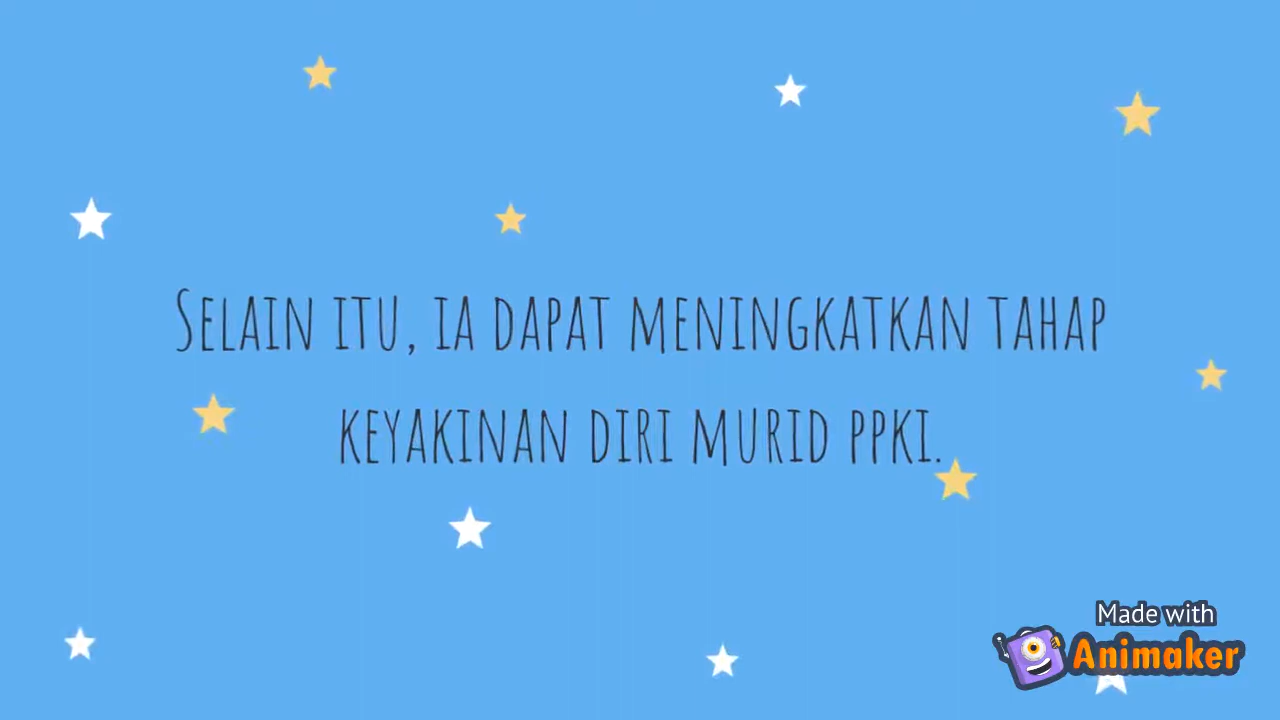 Selain itu, ia dapat meningkatkan tahap
keyakinan diri murid PPKI.
Made with
Animaker